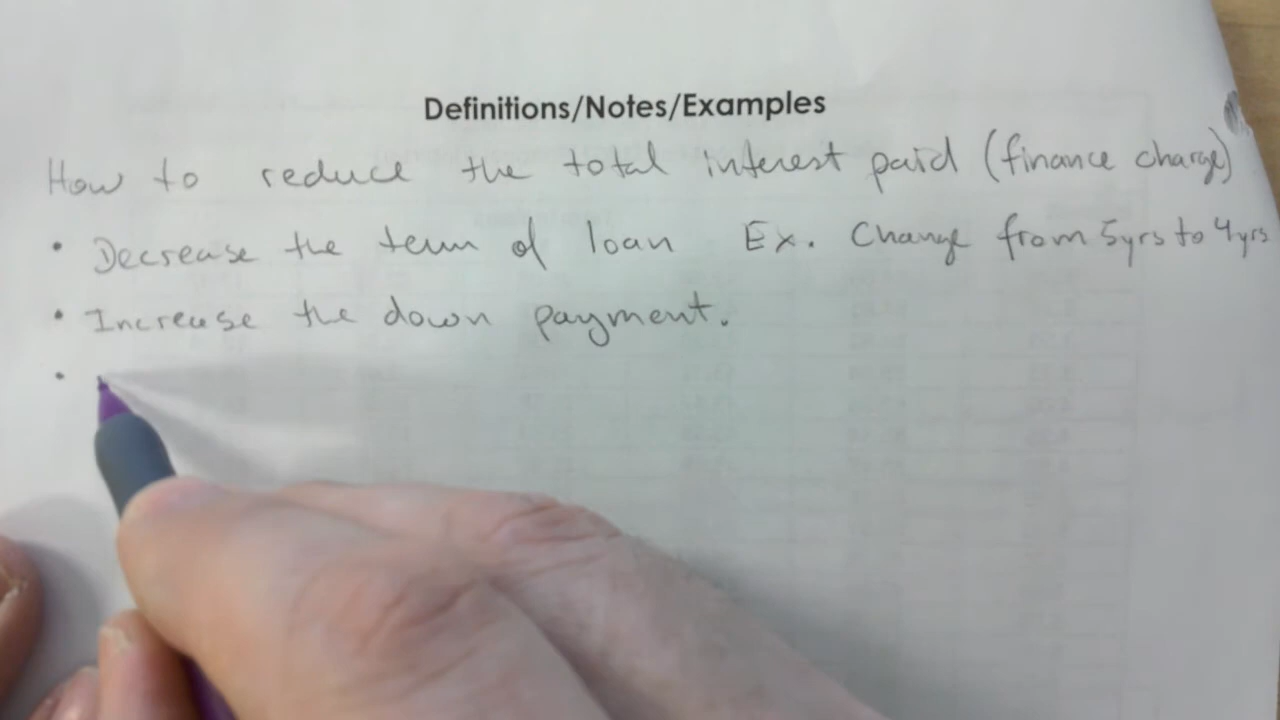 Definitions/Notes/Examples
How to reduce the total interest paid (finance charge)
• Decrease the term of loan Ex. Change from 5yrs to 4yrs
• Increase the down payment.
•